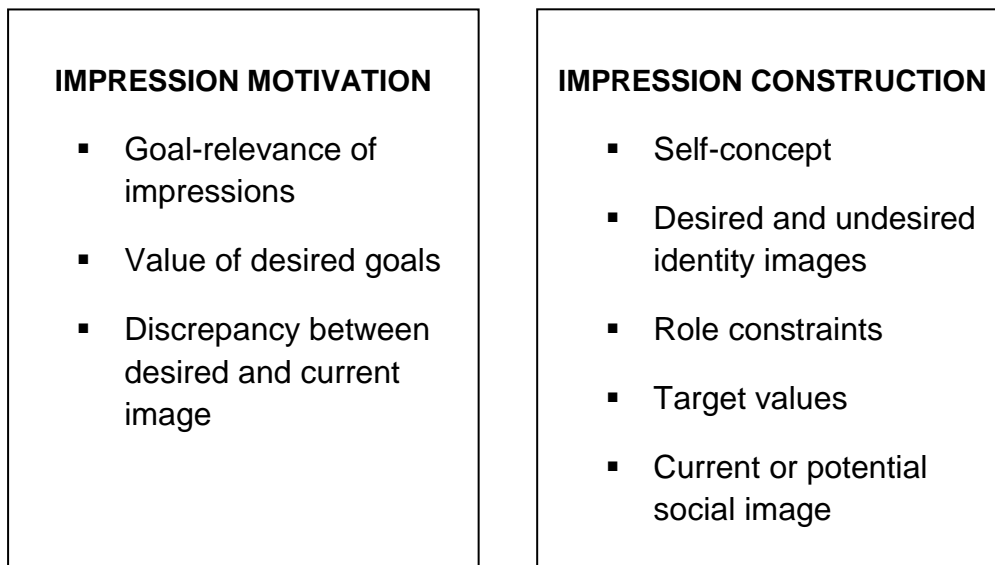 IMPRESSION MOTIVATION
▪ Goal-relevance of
impressions
▪ Value of desired goals
▪ Discrepancy between
desired and current
image
IMPRESSION CONSTRUCTION
▪ Self-concept
▪ Desired and undesired
identity images
▪ Role constraints
▪ Target values
▪ Current or potential
social image